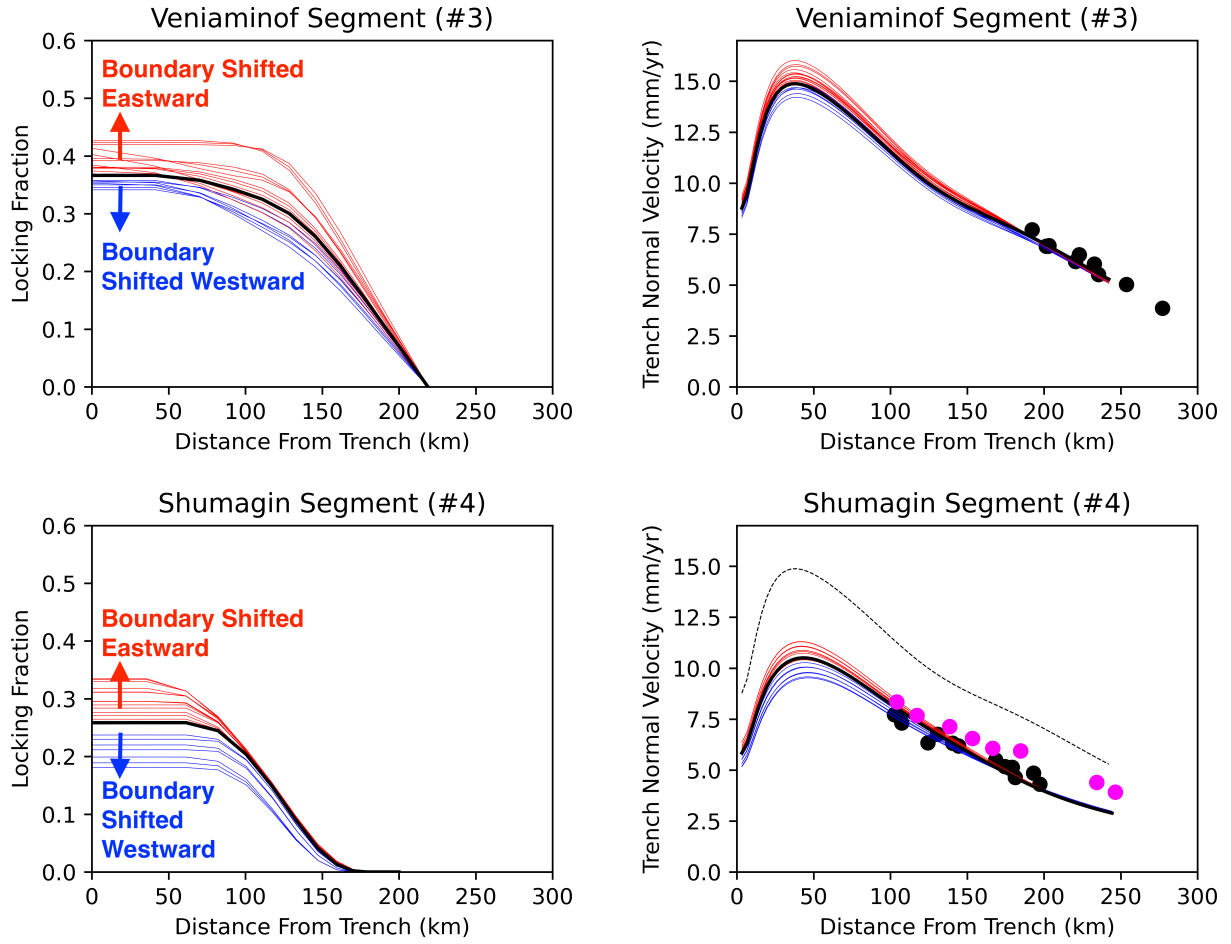 Veniaminof Segment (#3)
0.6
0.5
0.4
0.3
0.2
0.1
0.0
Locking Fraction
Boundary Shifted
Eastward
Boundary
Shifted Westward
0
50
100
150
200
250
300
Distance From Trench (km)
Veniaminof Segment (#3)
15.0
12.5
10.0
7.5
5.0
2.5
0.0
Trench Normal Velocity (mm/yr)
0
50
100
150
200
250
300
Distance From Trench (km)
Shumagin Segment (#4)
0.6
0.5
0.4
0.3
0.2
0.1
0.0
Locking Fraction
Boundary Shifted
Eastward
Boundary
Shifted
Westward
0
50
100
150
200
250
300
Distance From Trench (km)
Shumagin Segment (#4)
15.0
12.5
10.0
7.5
5.0
2.5
0.0
Trench Normal Velocity (mm/yr)
0
50
100
150
200
250
300
Distance From Trench (km)